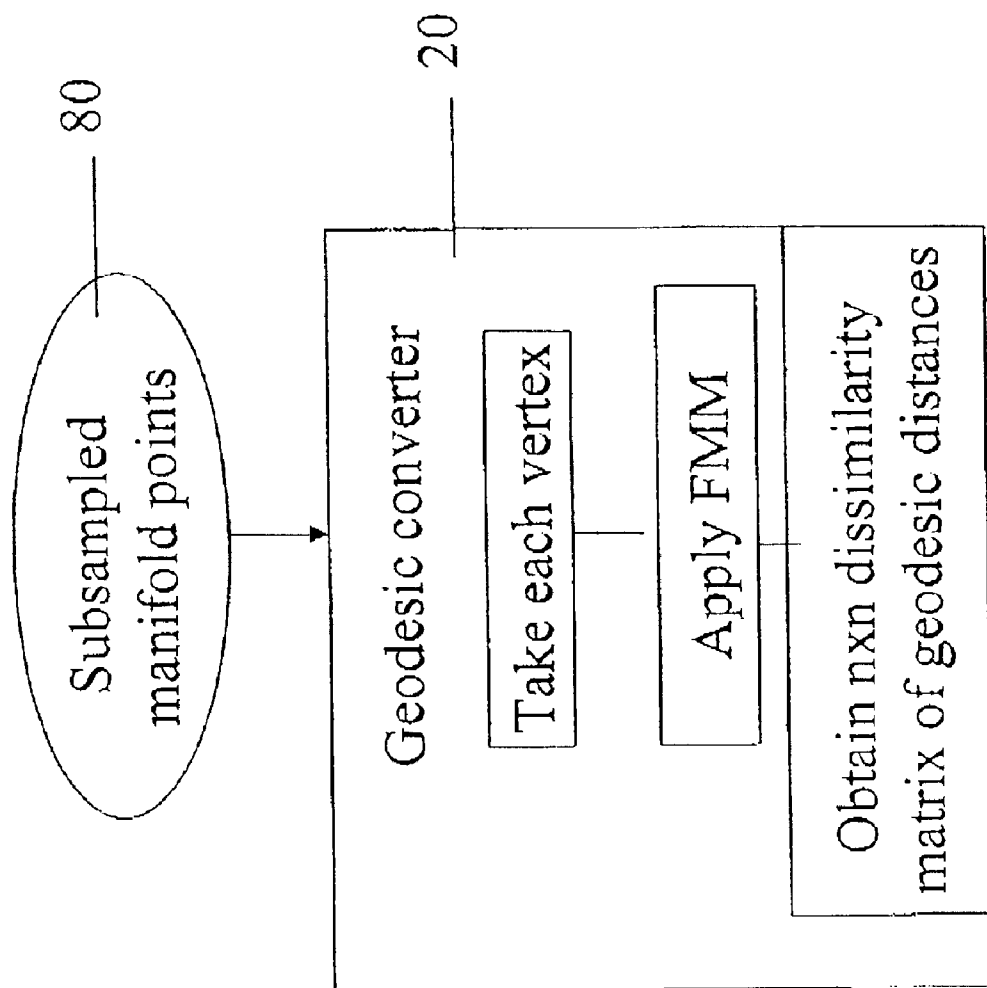 80
Subsampled
manifold points
20
Geodesic converter
Take each vertex
Apply FMM
Obtain nxn dissimilarity
matrix of geodesic distances